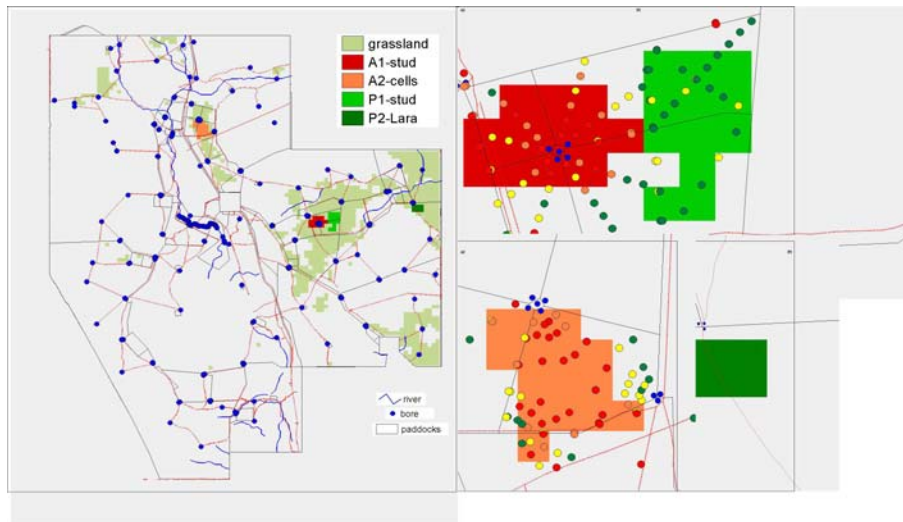 grassland
A1-stud
A2-cells
P1-stud
P2-Lara
river
bore
paddocks